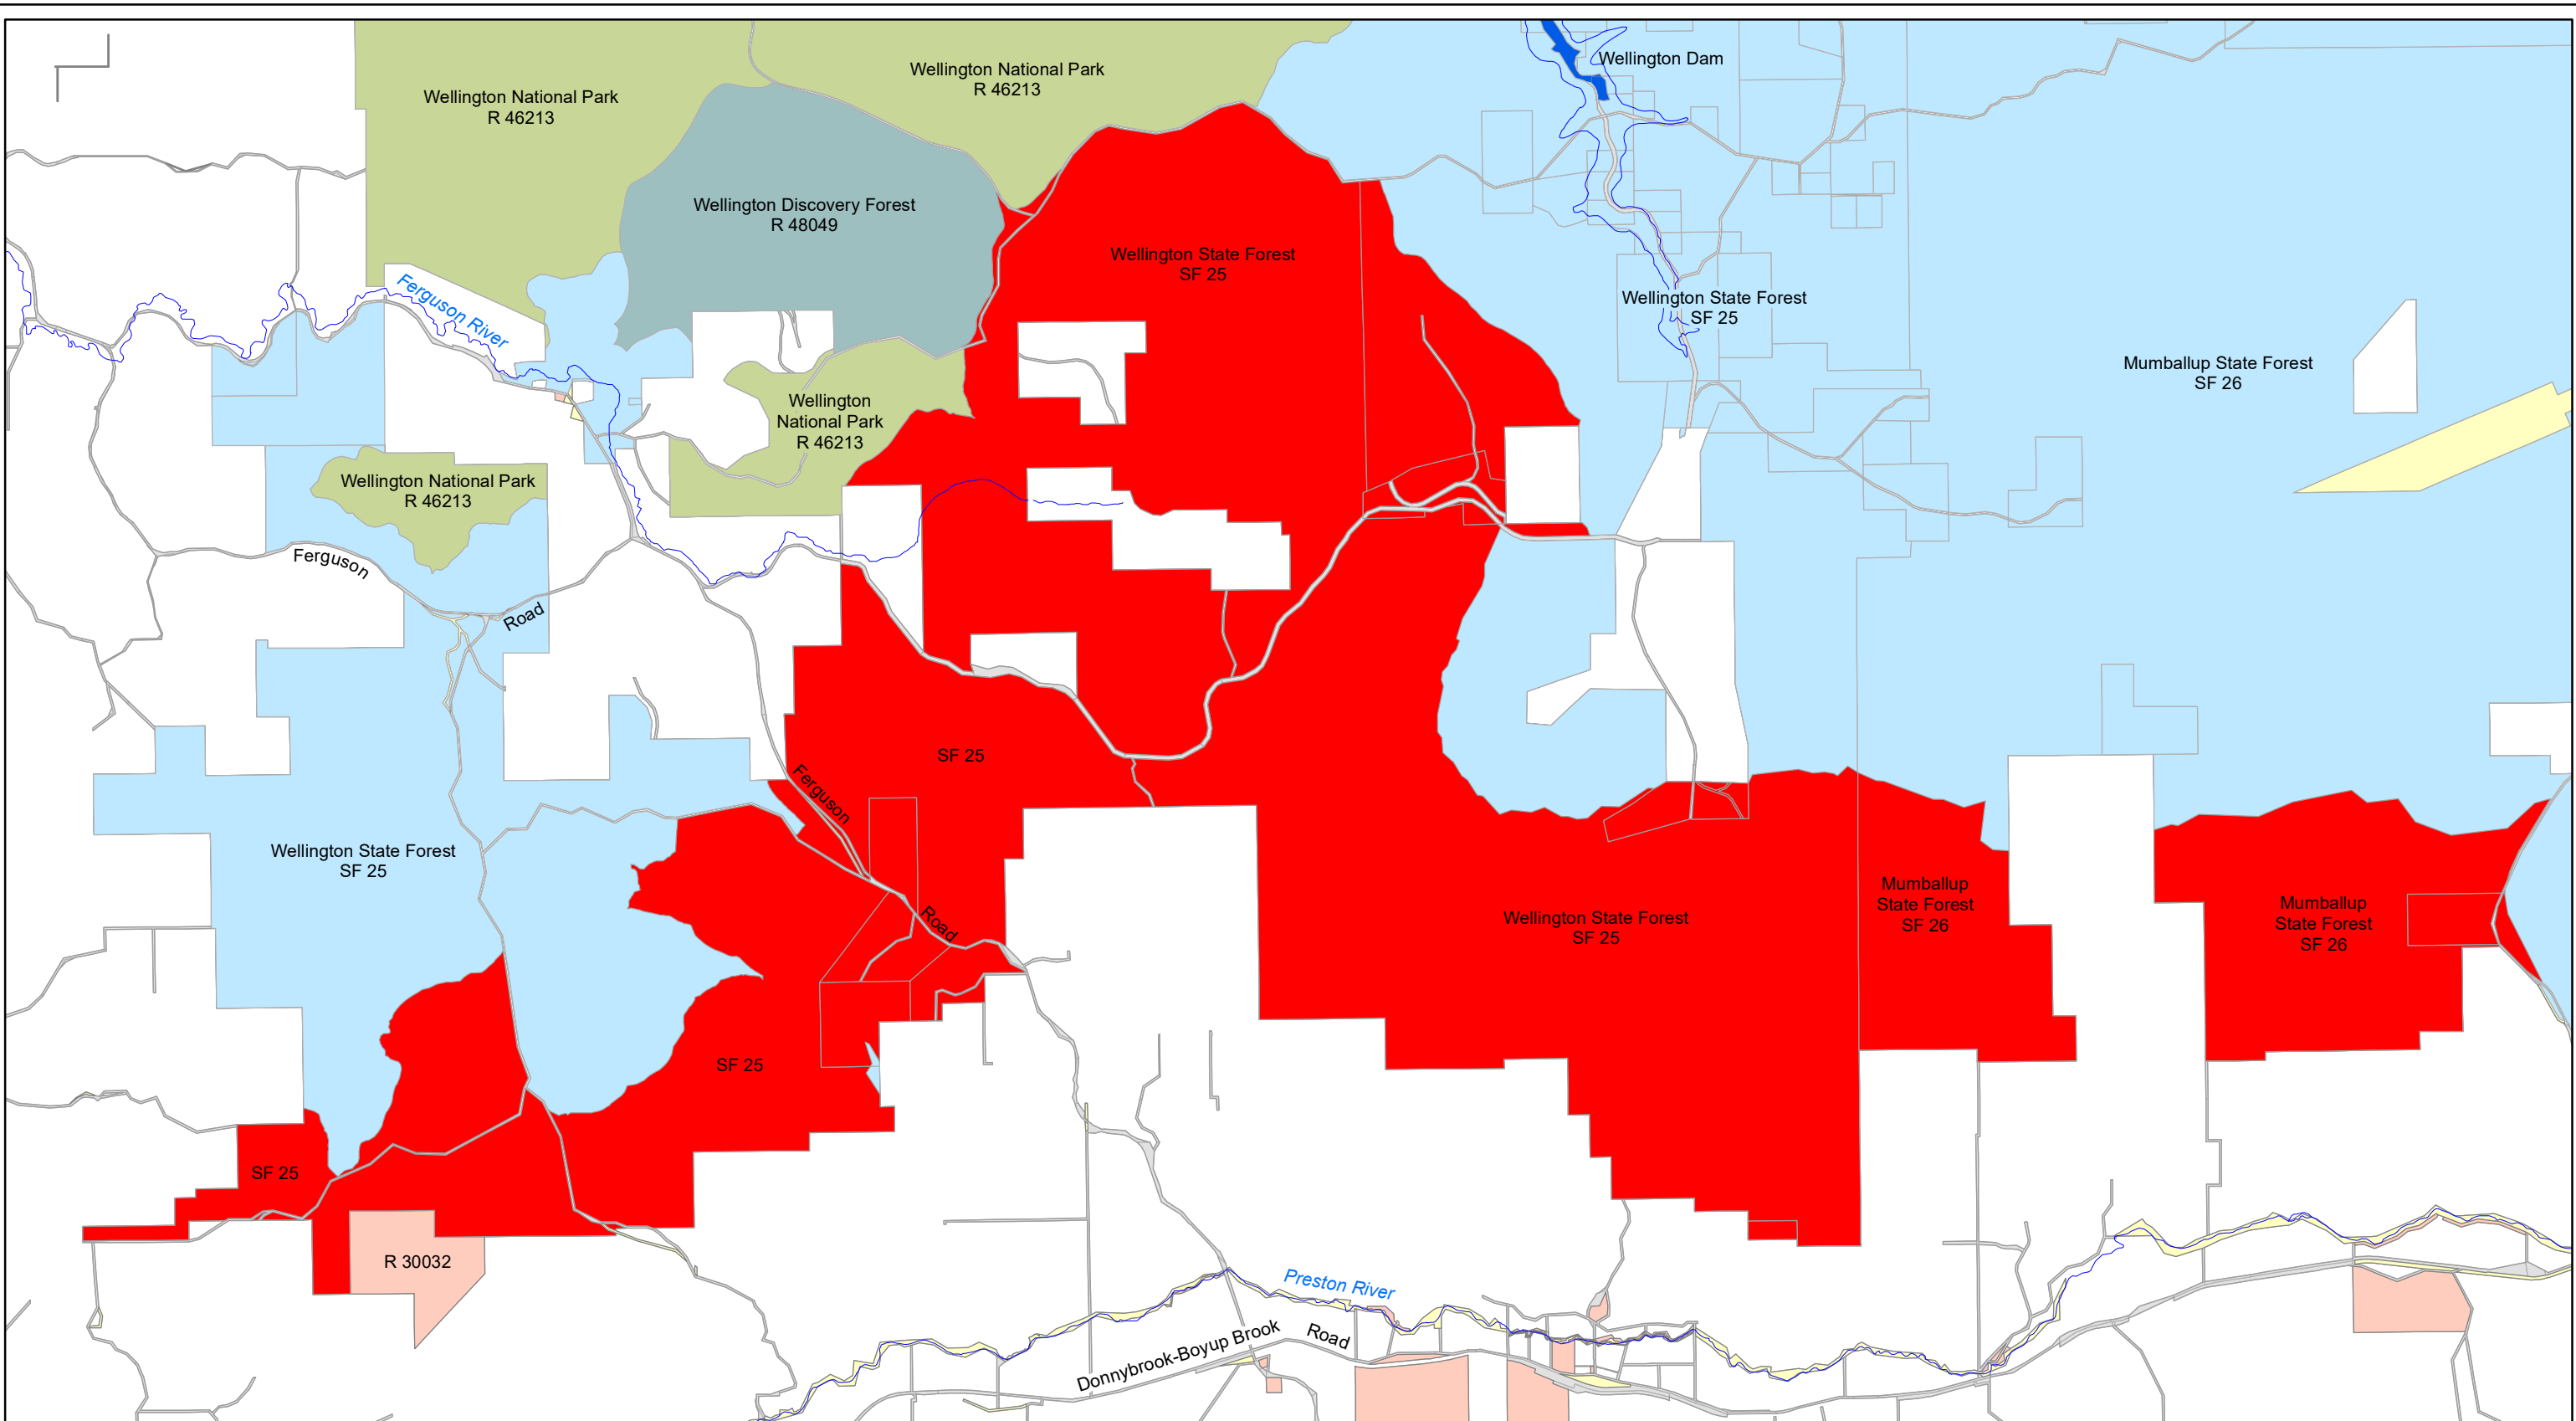 Wellington Dam
Wellington National Park
R 46213
Wellington National Park
R 46213
Wellington Discovery Forest
R 48049
Wellington State Forest
SF 25
Ferguson River
Wellington State Forest
SF 25
Mumballup State Forest
SF 26
Wellington
National Park
R 46213
Wellington National Park
R 46213
Ferguson
Road
SF 25
Ferguson
Road
Wellington State Forest
SF 25
Wellington State Forest
SF 25
Mumballup
State Forest
SF 26
Mumballup
State Forest
SF 26
SF 25
SF 25
R 30032
Preston River
Donnybrook-Boyup Brook
Road